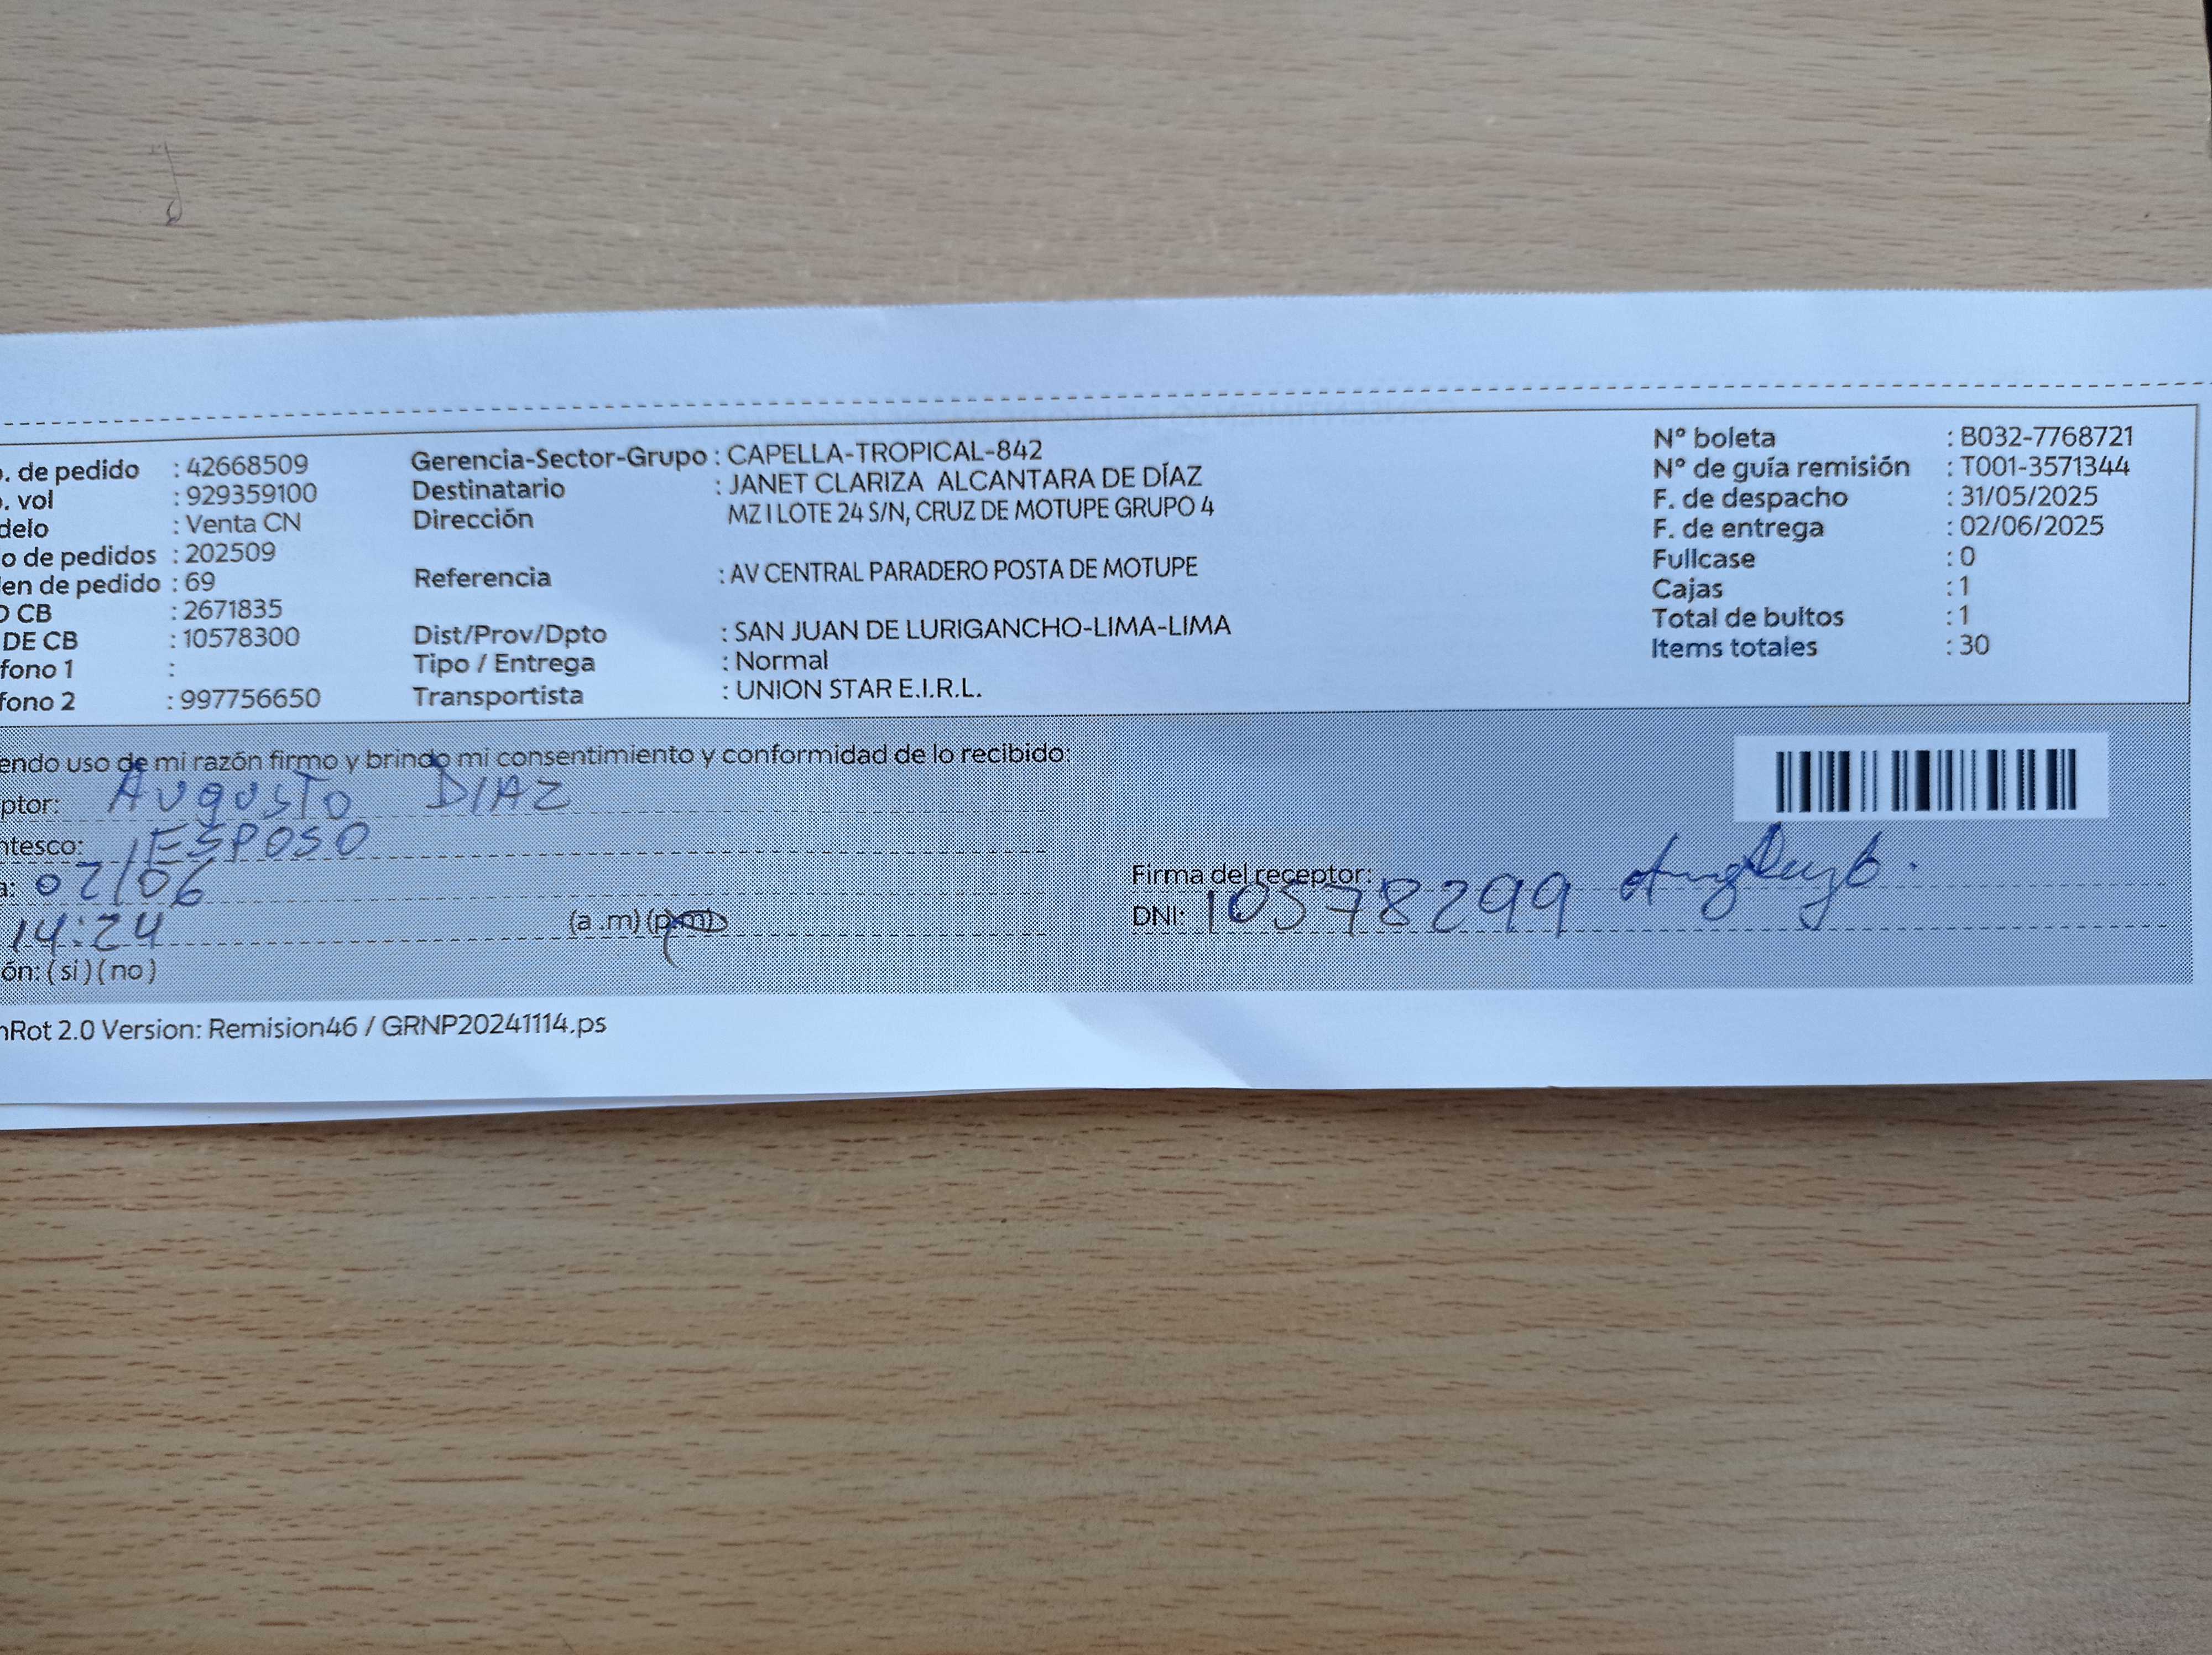 . de pedido : 42668509
. vol : 929359100
delo : Venta CN
o de pedidos : 202509
en de pedido : 69
O CB : 2671835
DE CB : 10578300
fono 1 :
fono 2 : 997756650
Gerencia-Sector-Grupo : CAPELLA-TROPICAL-842
Destinatario : JANET CLARIZA ALCANTARA DE DÍAZ
Dirección MZ I LOTE 24 S/N, CRUZ DE MOTUPE GRUPO 4
Referencia : AV CENTRAL PARADERO POSTA DE MOTUPE
Dist/Prov/Dpto : SAN JUAN DE LURIGANCHO-LIMA-LIMA
Tipo / Entrega : Normal
Transportista : UNION STAR E.I.R.L.
Nº boleta : B032-7768721
Nº de guía remisión : T001-3571344
F. de despacho : 31/05/2025
F. de entrega : 02/06/2025
Fullcase : 0
Cajas : 1
Total de bultos : 1
Items totales : 30
endo uso de mi razón firmo y brindo mi consentimiento y conformidad de lo recibido:
ptor: AUgUSTO DIAZ
ntesco: ESPOSO
a: 02/06
14:24 (a .m) (p.m)
ón: (si) (no)
Firma del receptor:
DNI: 10578299
nRot 2.0 Version: Remision46 / GRNP20241114.ps